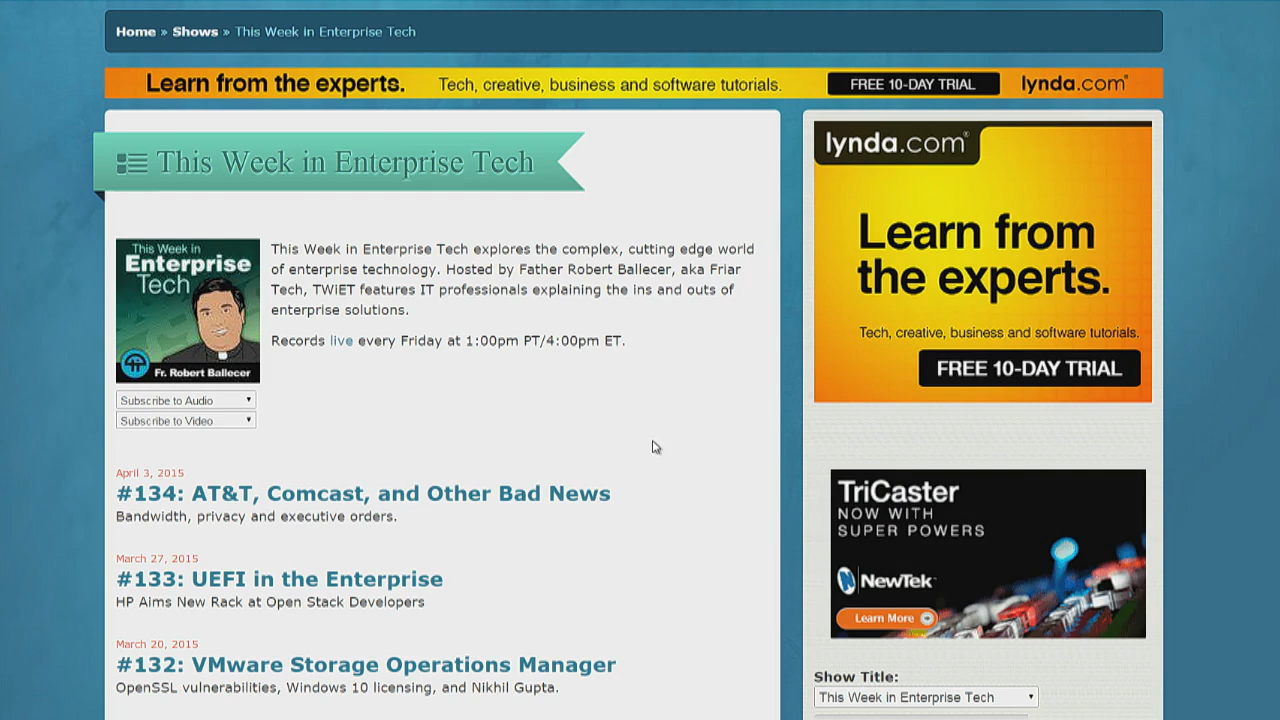 Home » Shows » This Week in Enterprise Tech
Learn from the experts. Tech, creative, business and software tutorials. FREE 10-DAY TRIAL lynda.com®
This Week in Enterprise Tech
This Week in
Enterprise
Tech
Fr. Robert Ballecer
This Week in Enterprise Tech explores the complex, cutting edge world
of enterprise technology. Hosted by Father Robert Ballecer, aka Friar
Tech, TWiET features IT professionals explaining the ins and outs of
enterprise solutions.
Records live every Friday at 1:00pm PT/4:00pm ET.
Subscribe to Audio
Subscribe to Video
April 3, 2015
#134: AT&T, Comcast, and Other Bad News
Bandwidth, privacy and executive orders.
March 27, 2015
#133: UEFI in the Enterprise
HP Aims New Rack at Open Stack Developers
March 20, 2015
#132: VMware Storage Operations Manager
OpenSSL vulnerabilities, Windows 10 licensing, and Nikhil Gupta.
lynda.com®
Learn from
the experts.
Tech, creative, business and software tutorials.
FREE 10-DAY TRIAL
TriCaster
NOW WITH
SUPER POWERS
NewTek
Learn More
Show Title:
This Week in Enterprise Tech